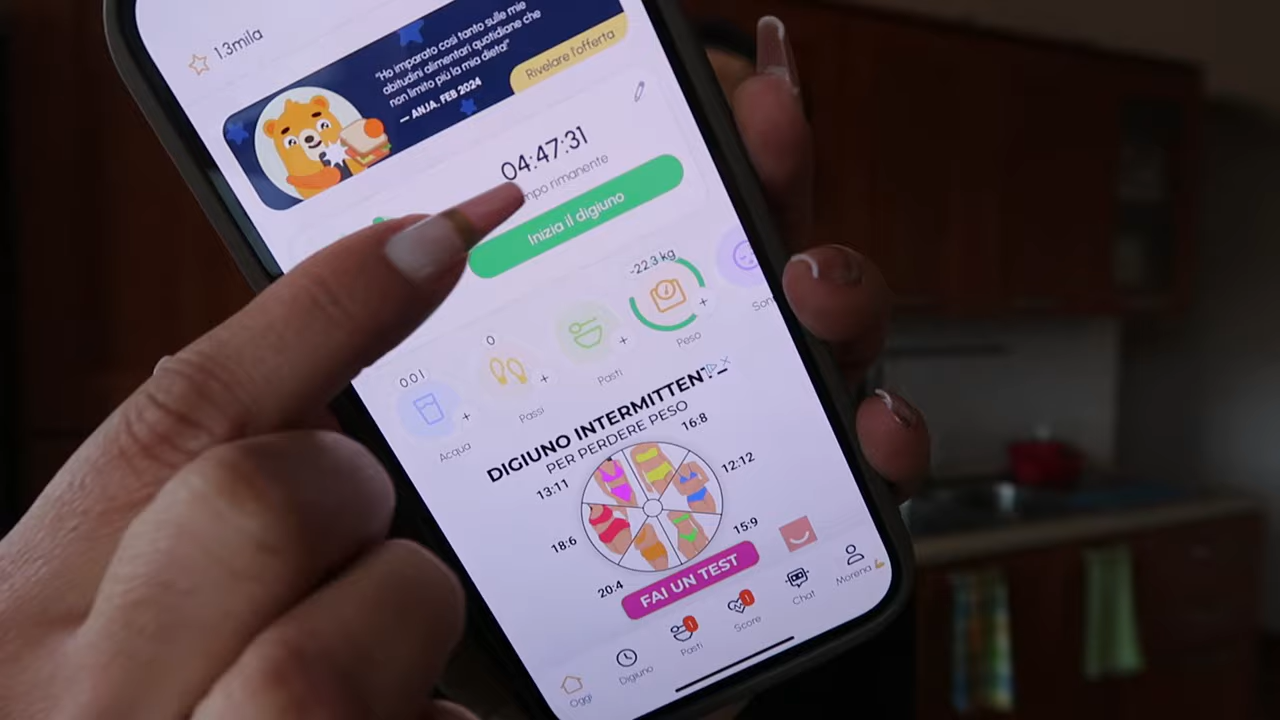 1.3mila
"Ho imparato così tanto sulle mie
abitudini alimentari quotidiane che
non limito più la mia dieta!"
— ANJA. FEB 2024
Rivelare l'offerta
04:47:31
rimanente
Inizia il digiuno
0.0 l
Acqua
0
Passi
Pasti
-22.3 kg
Peso
DIGIUNO INTERMITTENTE
PER PERDERE PESO
16:8
12:12
13:11
15:9
18:6
20:4
FAI UN TEST
Oggi
Digiuno
1
Pasti
1
Score
Chat
Morena